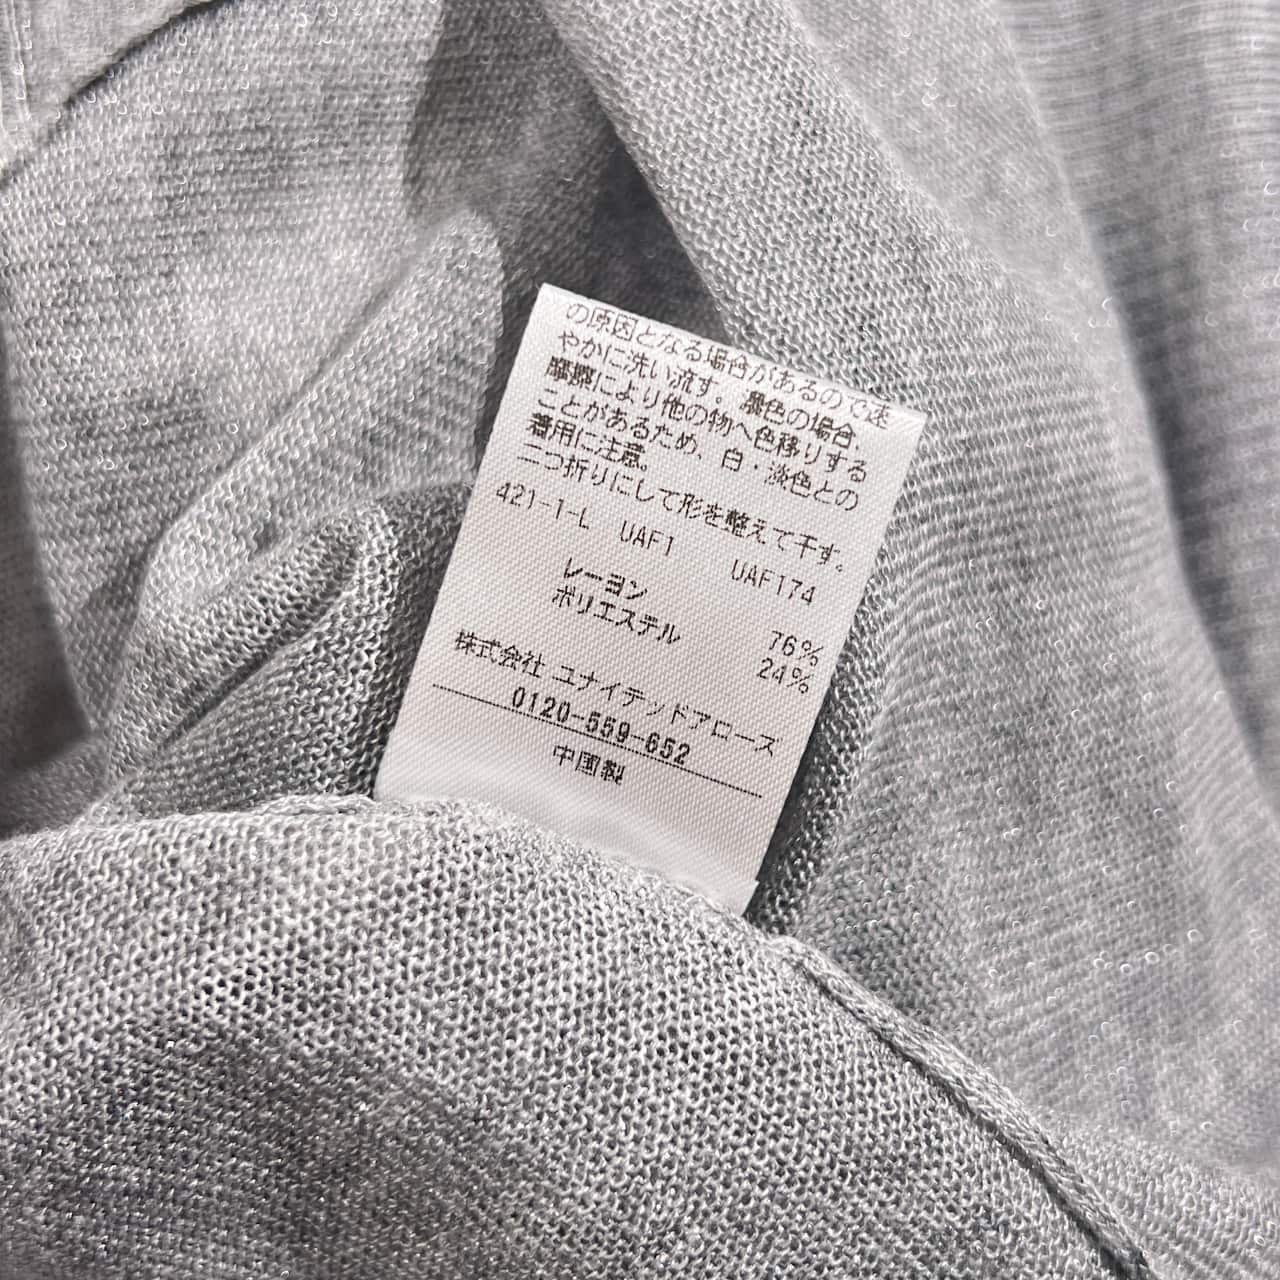 の原因となる場合があるので速
やかに洗い流す。濃色の場合、
摩擦により他の物へ色移りする
ことがあるため、白・淡色との
着用に注意。
二つ折りにして形を整えて干す。
421-1-L UAF1 UAF174
レーヨン 76%
ポリエステル 24%
株式会社 ユナイテッドアローズ
0120-559-652
中国製